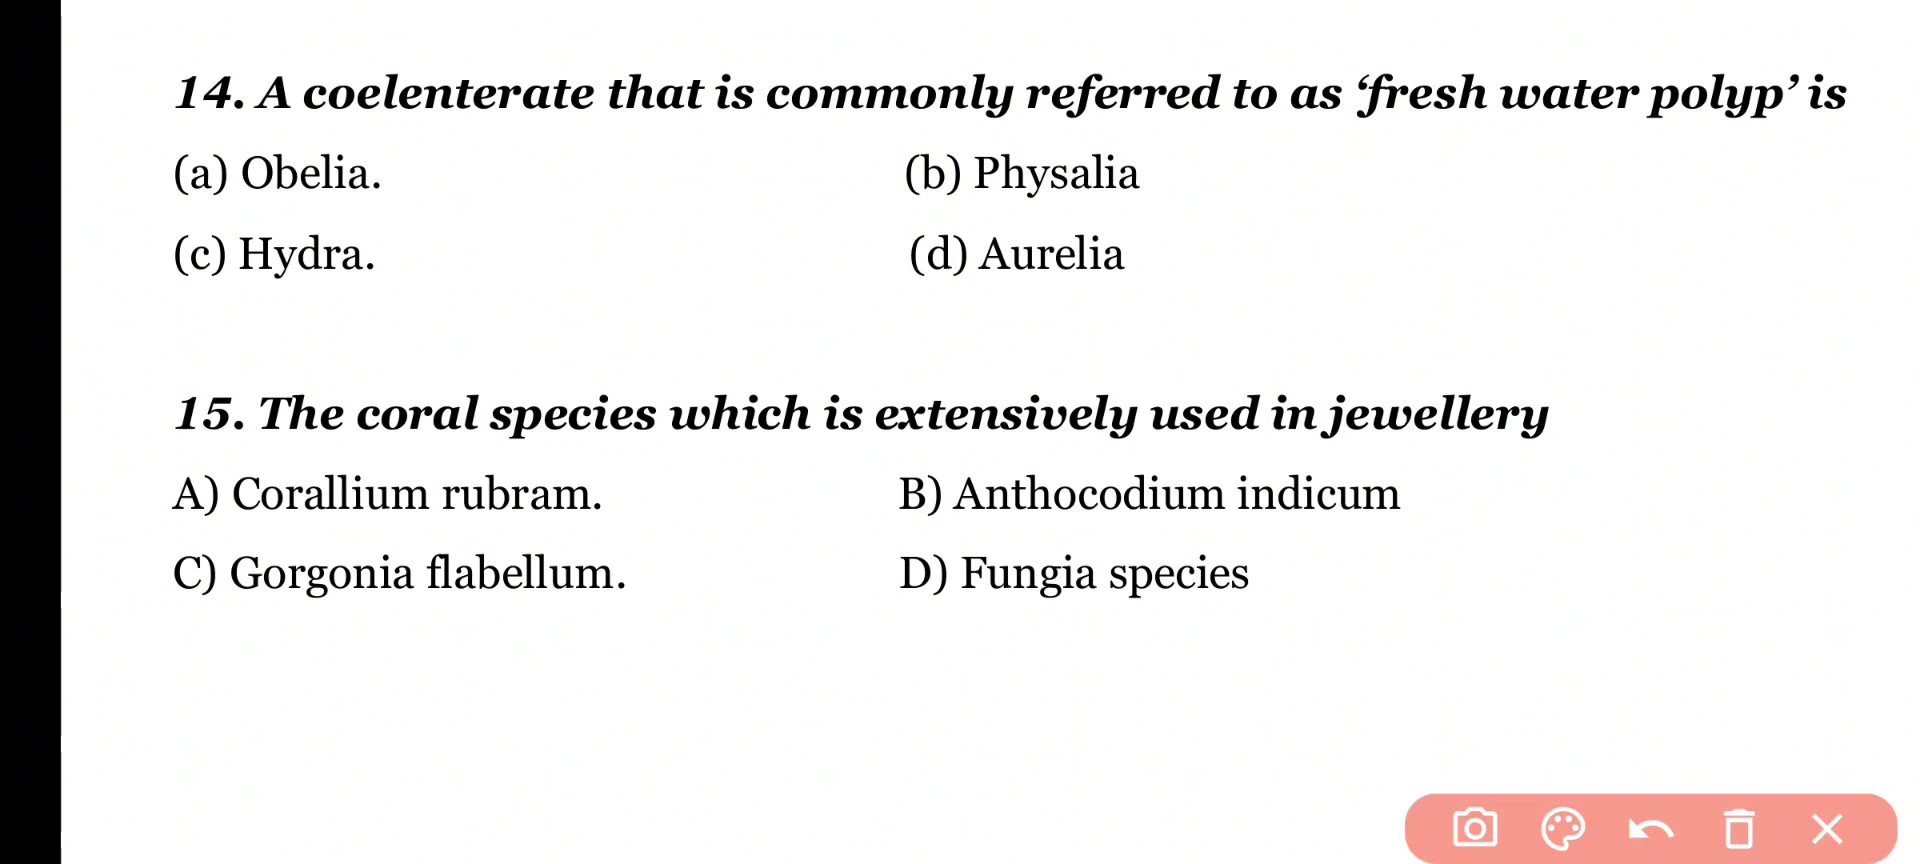 14. A coelenterate that is commonly referred to as ‘fresh water polyp’ is
(a) Obelia. (b) Physalia
(c) Hydra. (d) Aurelia
15. The coral species which is extensively used in jewellery
A) Corallium rubram. B) Anthocodium indicum
C) Gorgonia flabellum. D) Fungia species